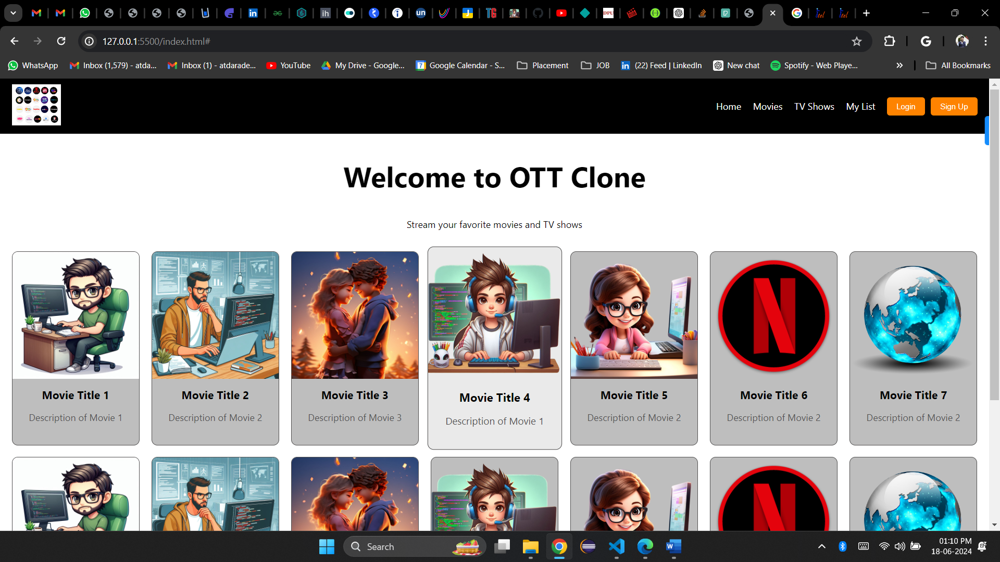 127.0.0.1:5500/index.html#
WhatsApp Inbox (1,579) - atda... Inbox (1) - atdarade... YouTube My Drive - Google... Google Calendar - S... Placement JOB (22) Feed | LinkedIn New chat Spotify - Web Playe... » All Bookmarks
Home Movies TV Shows My List Login Sign Up
Welcome to OTT Clone
Stream your favorite movies and TV shows
Movie Title 1 Movie Title 2 Movie Title 3 Movie Title 4 Movie Title 5 Movie Title 6 Movie Title 7
Description of Movie 1 Description of Movie 2 Description of Movie 3 Description of Movie 1 Description of Movie 2 Description of Movie 2 Description of Movie 2
Search
01:10 PM
18-06-2024